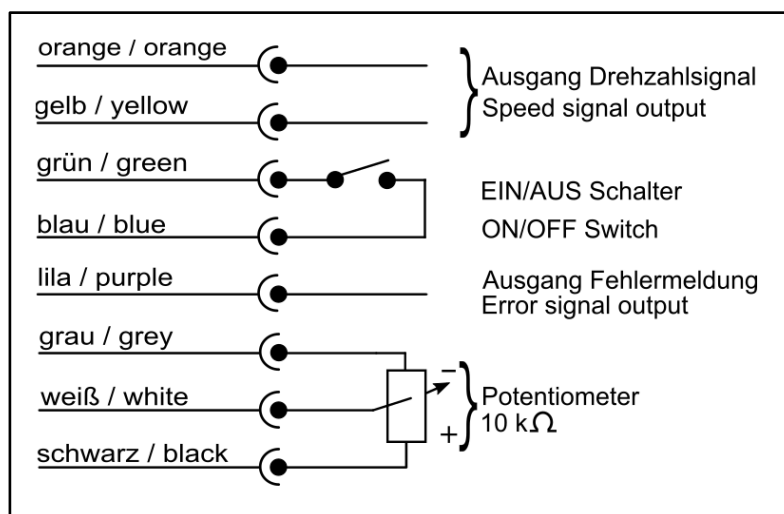 orange / orange
gelb / yellow
Ausgang Drehzahlsignal
Speed signal output
grün / green
blau / blue
EIN/AUS Schalter
ON/OFF Switch
lila / purple
Ausgang Fehlermeldung
Error signal output
grau / grey
weiß / white
schwarz / black
−
+
Potentiometer
10 kΩ